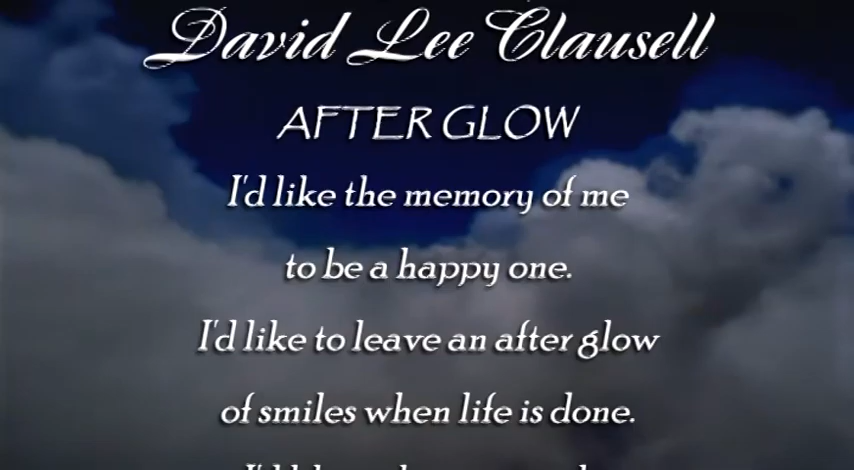 David Lee Clausell
AFTER GLOW
I'd like the memory of me
to be a happy one.
I'd like to leave an after glow
of smiles when life is done.